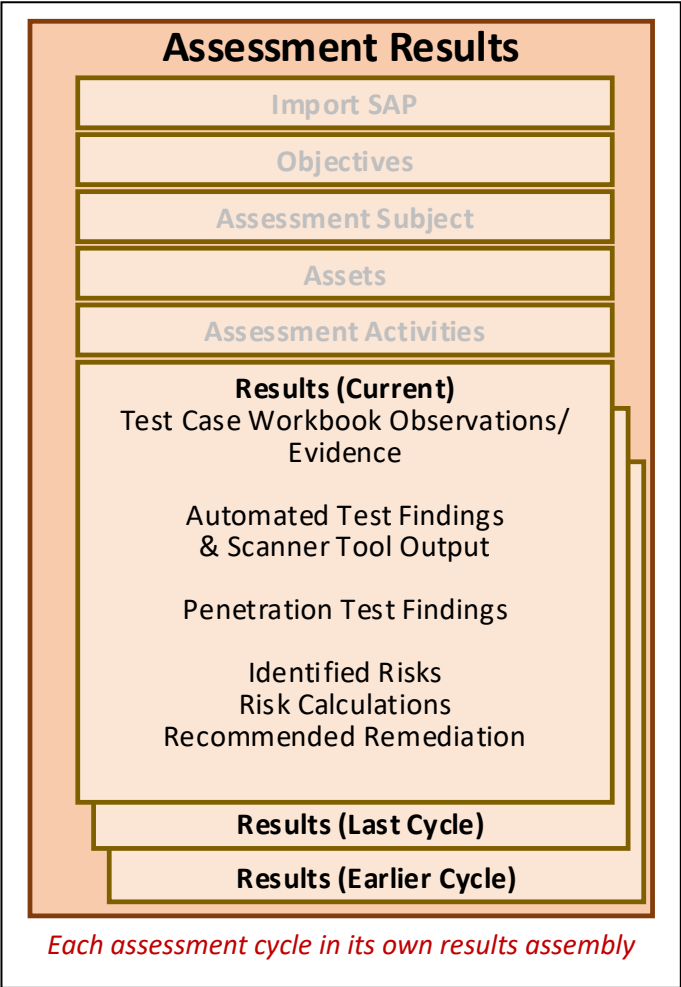 Assessment Results
Import SAP
Objectives
Assessment Subject
Assets
Assessment Activities
Results (Current)
Test Case Workbook Observations/
Evidence
Automated Test Findings
& Scanner Tool Output
Penetration Test Findings
Identified Risks
Risk Calculations
Recommended Remediation
Results (Last Cycle)
Results (Earlier Cycle)
Each assessment cycle in its own results assembly